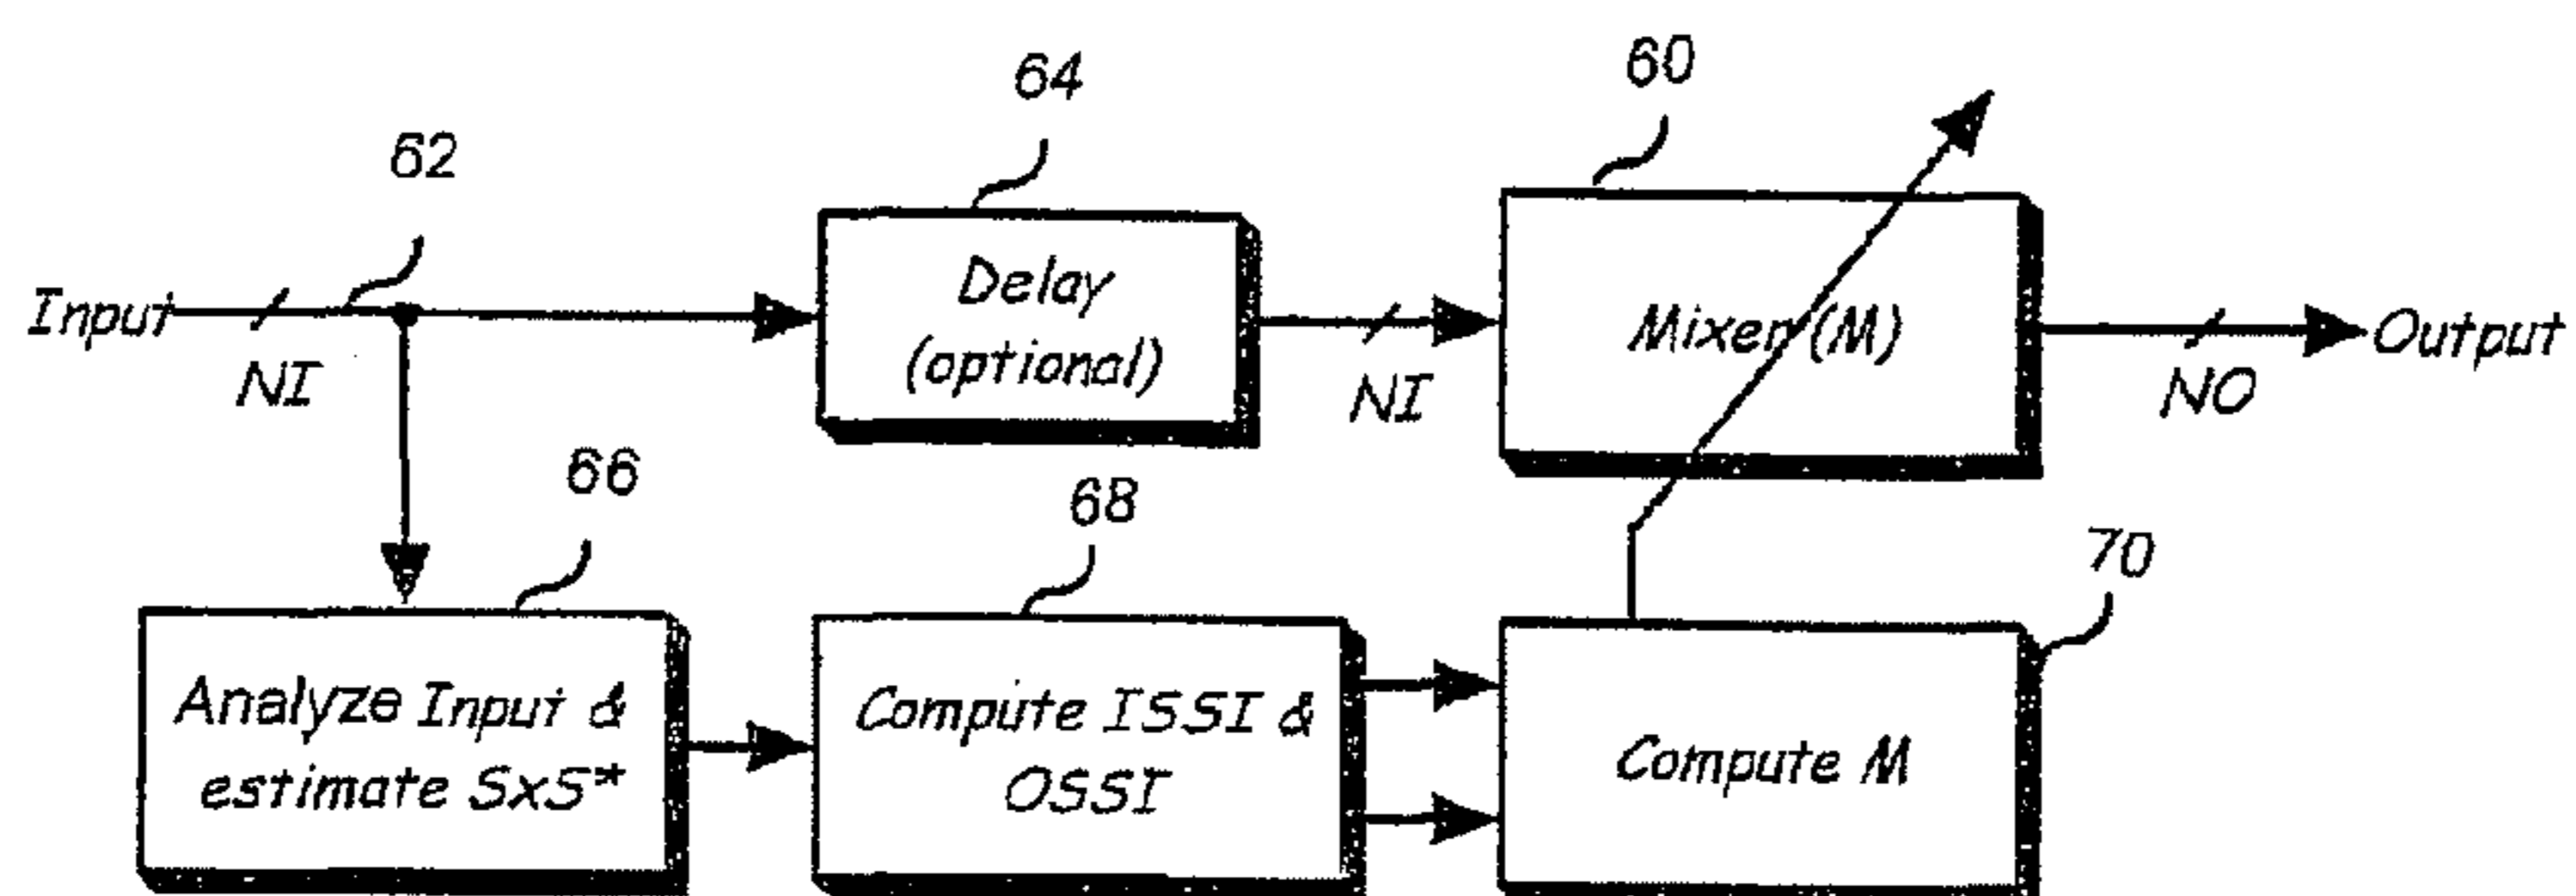 60
64
62
Delay
(optional)
Mixer (M)
Input
Output
NI
NI
NO
66
68
70
Analyze Input &
estimate SxS*
Compute ISSI &
OSSI
Compute M